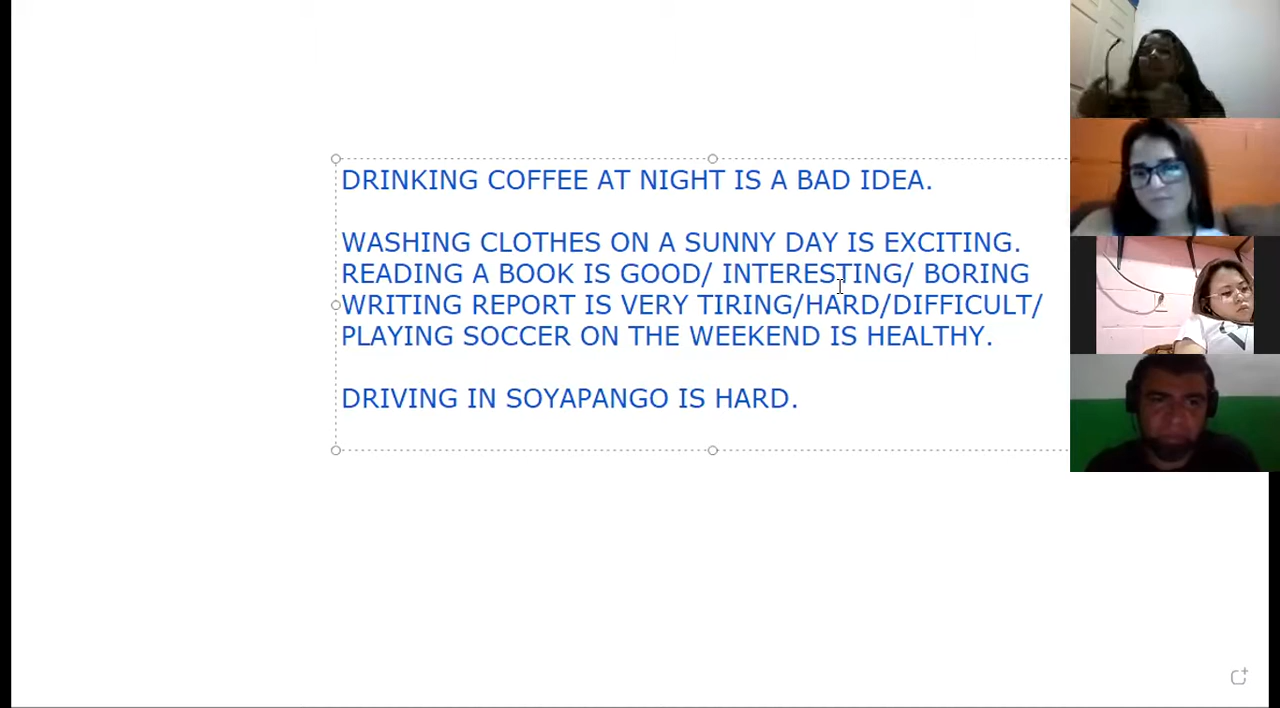 DRINKING COFFEE AT NIGHT IS A BAD IDEA.
WASHING CLOTHES ON A SUNNY DAY IS EXCITING.
READING A BOOK IS GOOD/ INTERESTING/ BORING
WRITING REPORT IS VERY TIRING/HARD/DIFFICULT/
PLAYING SOCCER ON THE WEEKEND IS HEALTHY.
DRIVING IN SOYAPANGO IS HARD.